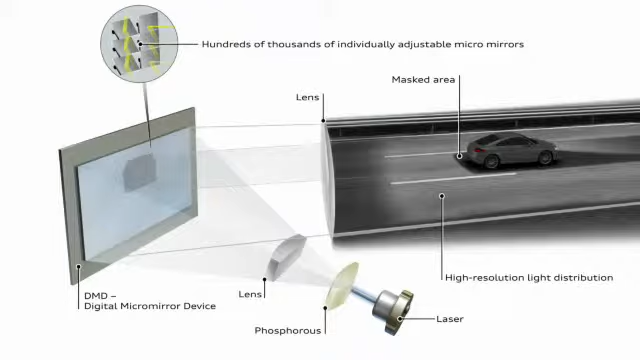 Hundreds of thousands of individually adjustable micro mirrors
Masked area
Lens
High-resolution light distribution
DMD –
Digital Micromirror Device
Lens
Phosphorous
Laser